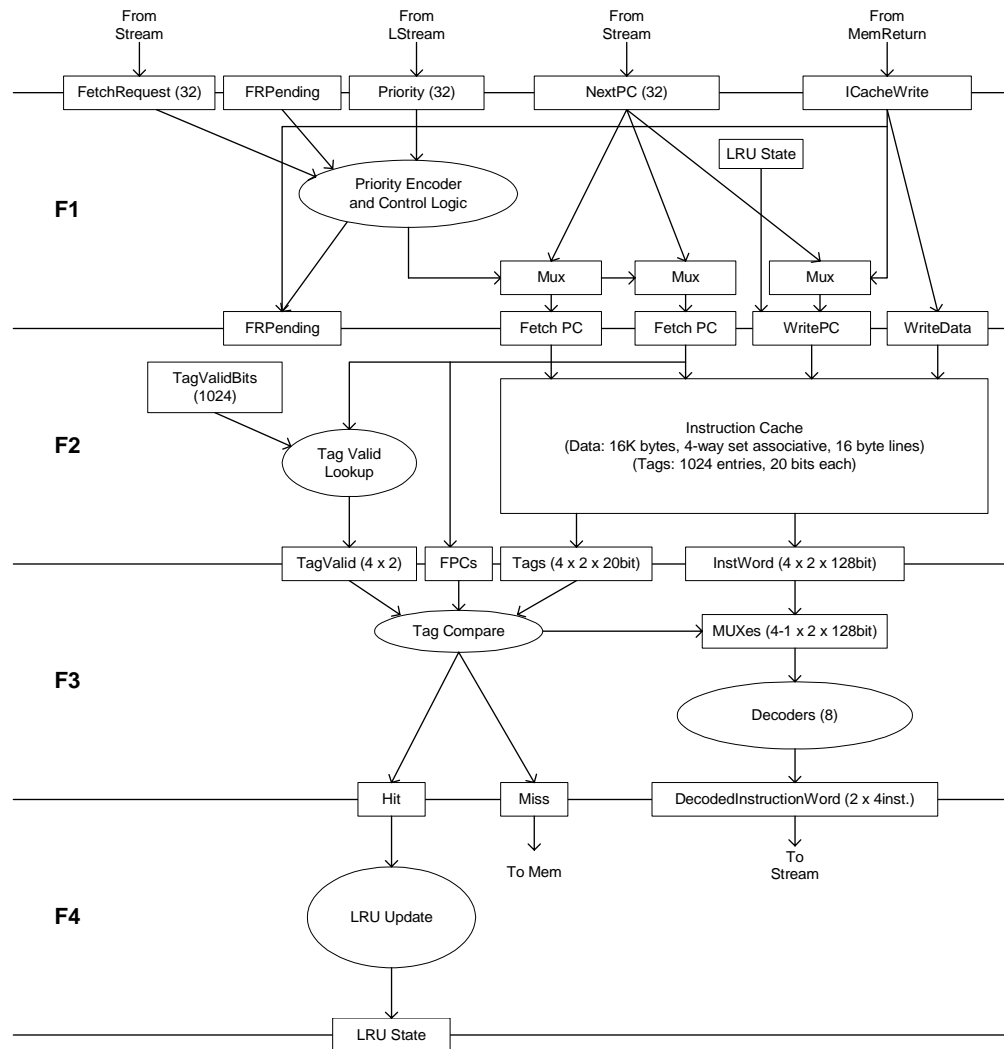 From
Stream
From
LStream
From
Stream
From
MemReturn
FetchRequest (32)
FRPending
Priority (32)
NextPC (32)
ICacheWrite
LRU State
Priority Encoder
and Control Logic
F1
Mux
Mux
Mux
FRPending
Fetch PC
Fetch PC
WritePC
WriteData
TagValidBits
(1024)
F2
Tag Valid
Lookup
Instruction Cache
(Data: 16K bytes, 4-way set associative, 16 byte lines)
(Tags: 1024 entries, 20 bits each)
TagValid (4 x 2)
FPCs
Tags (4 x 2 x 20bit)
InstWord (4 x 2 x 128bit)
Tag Compare
MUXes (4-1 x 2 x 128bit)
F3
Decoders (8)
Hit
Miss
DecodedInstructionWord (2 x 4inst.)
To Mem
To
Stream
F4
LRU Update
LRU State